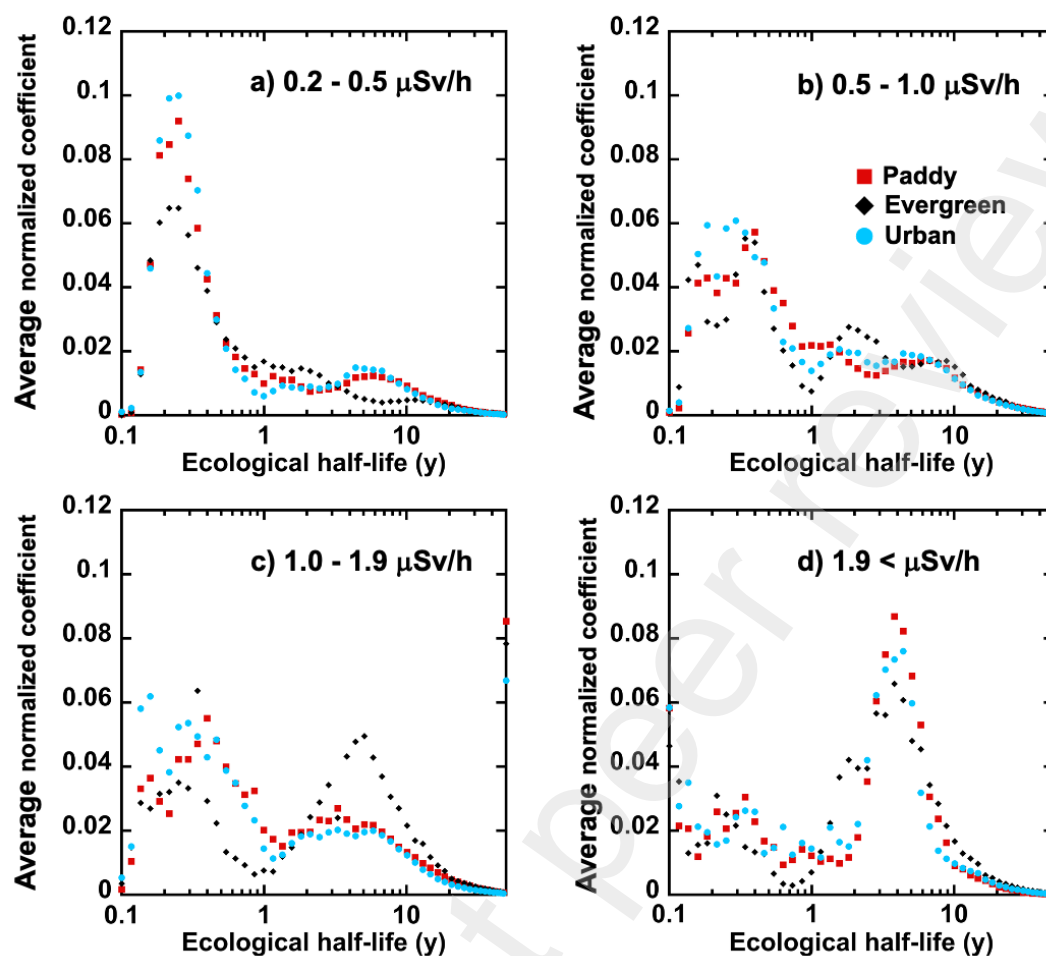 0.12
0.1
0.08
0.06
0.04
0.02
0
Average normalized coefficient
a) 0.2 - 0.5 μSv/h
0.1 1 10
Ecological half-life (y)
0.12
0.1
0.08
0.06
0.04
0.02
0
Average normalized coefficient
b) 0.5 - 1.0 μSv/h
Paddy
Evergreen
Urban
0.1 1 10
Ecological half-life (y)
0.12
0.1
0.08
0.06
0.04
0.02
0
Average normalized coefficient
c) 1.0 - 1.9 μSv/h
0.1 1 10
Ecological half-life (y)
0.12
0.1
0.08
0.06
0.04
0.02
0
Average normalized coefficient
d) 1.9 < μSv/h
0.1 1 10
Ecological half-life (y)
t peer review